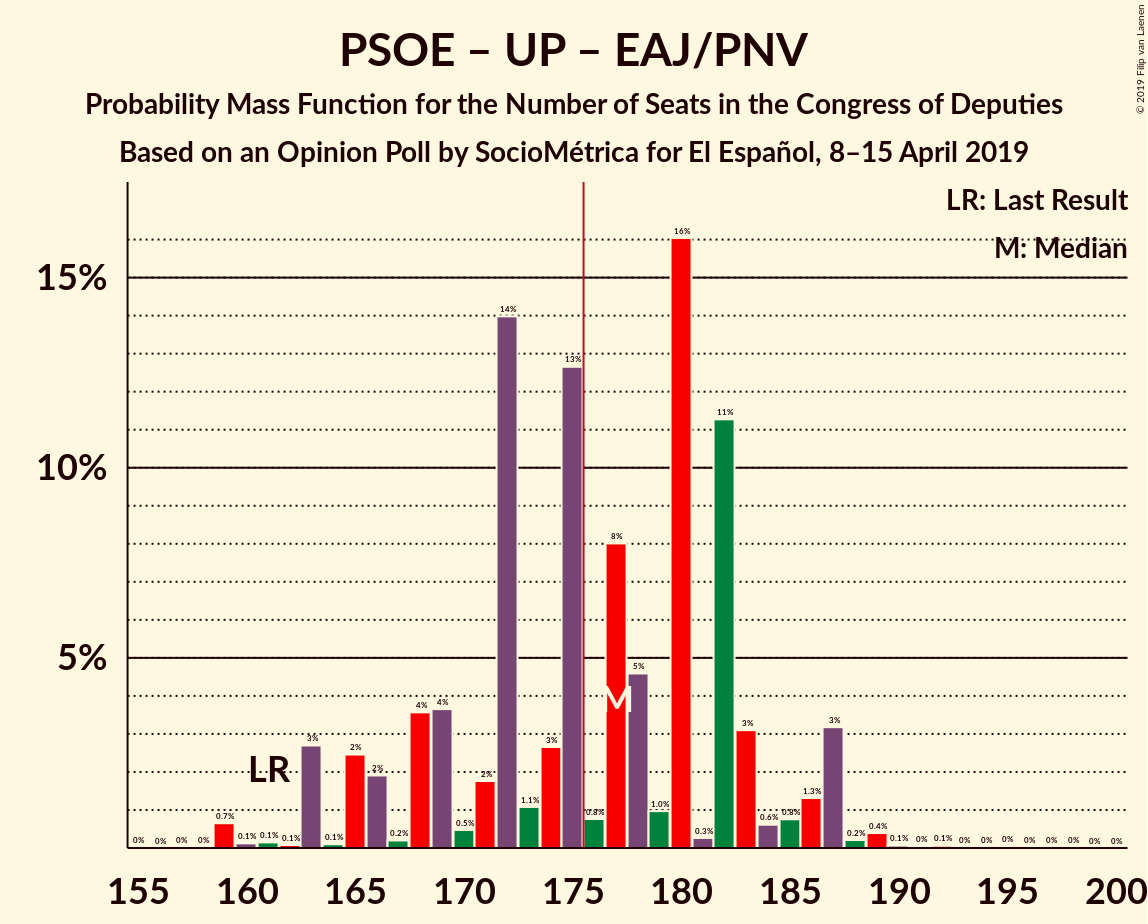 PSOE – UP – EAJ/PNV
Probability Mass Function for the Number of Seats in the Congress of Deputies
Based on an Opinion Poll by SocioMétrica for El Español, 8–15 April 2019
© 2019 Filip van Laenen
LR: Last Result
M: Median
15%
10%
5%
LR
M
0% 0% 0% 0% 0.7% 0.1% 0.1% 0.1% 3% 0.1% 2% 2% 0.2% 4% 4% 0.5% 2% 14% 1.1% 3% 13% 0.8% 8% 5% 1.0% 16% 0.3% 11% 3% 0.6% 0.8% 1.3% 3% 0.2% 0.4% 0.1% 0% 0.1% 0% 0% 0% 0% 0% 0% 0% 0%
155 160 165 170 175 180 185 190 195 200